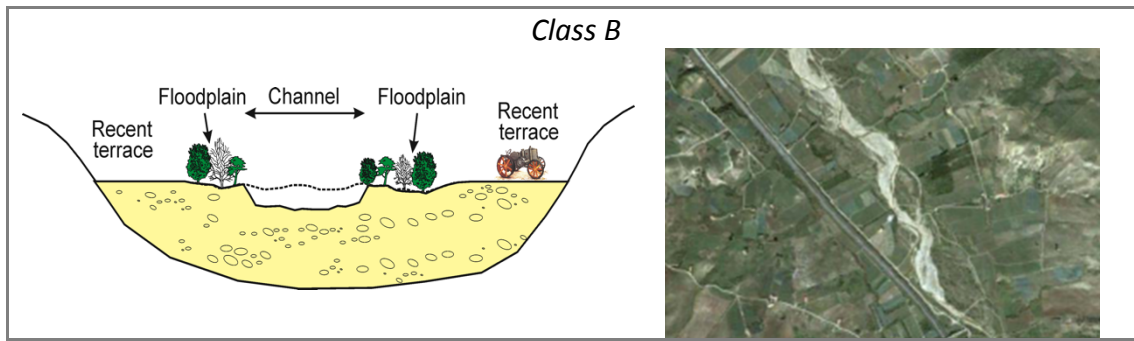 Class B
Floodplain
Channel
Floodplain
Recent
terrace
Recent
terrace